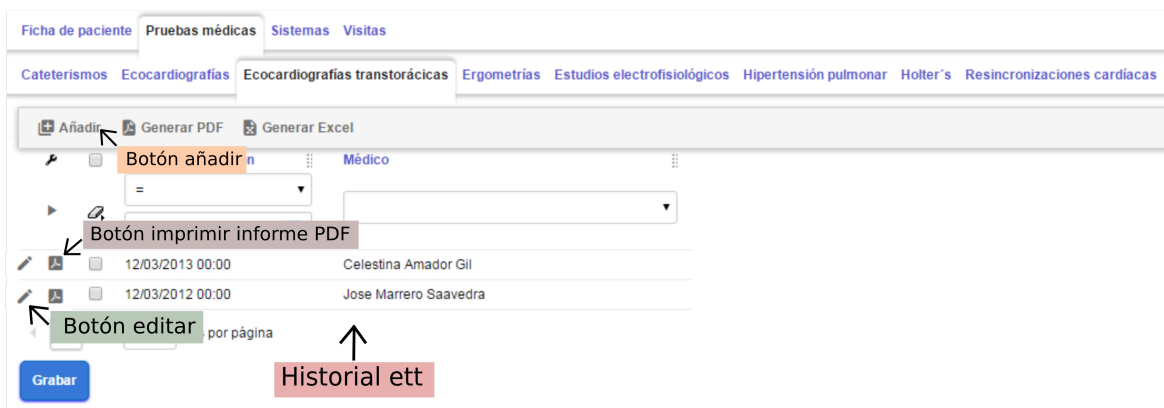 Ficha de paciente Pruebas médicas Sistemas Visitas
Cateterismos Ecocardiografías Ecocardiografías transtorácicas Ergometrías Estudios electrofisiológicos Hipertensión pulmonar Holter´s Resincronizaciones cardíacas
Añadir Generar PDF Generar Excel
Botón añadir n Médico
=
Botón imprimir informe PDF
12/03/2013 00:00 Celestina Amador Gil
12/03/2012 00:00 Jose Marrero Saavedra
Botón editar por página
Grabar Historial ett